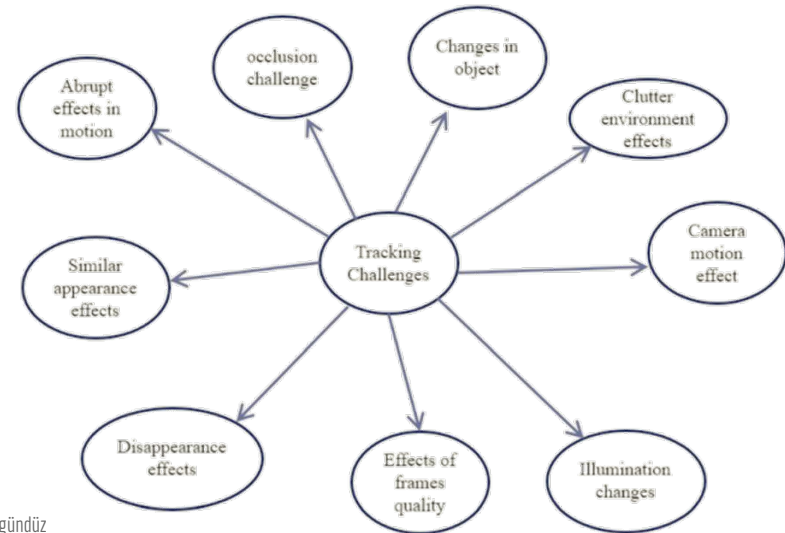 occlusion
challenge
Changes in
object
Abrupt
effects in
motion
Clutter
environment
effects
Tracking
Challenges
Camera
motion
effect
Similar
appearance
effects
Disappearance
effects
Effects of
frames
quality
Illumination
changes
gündüz